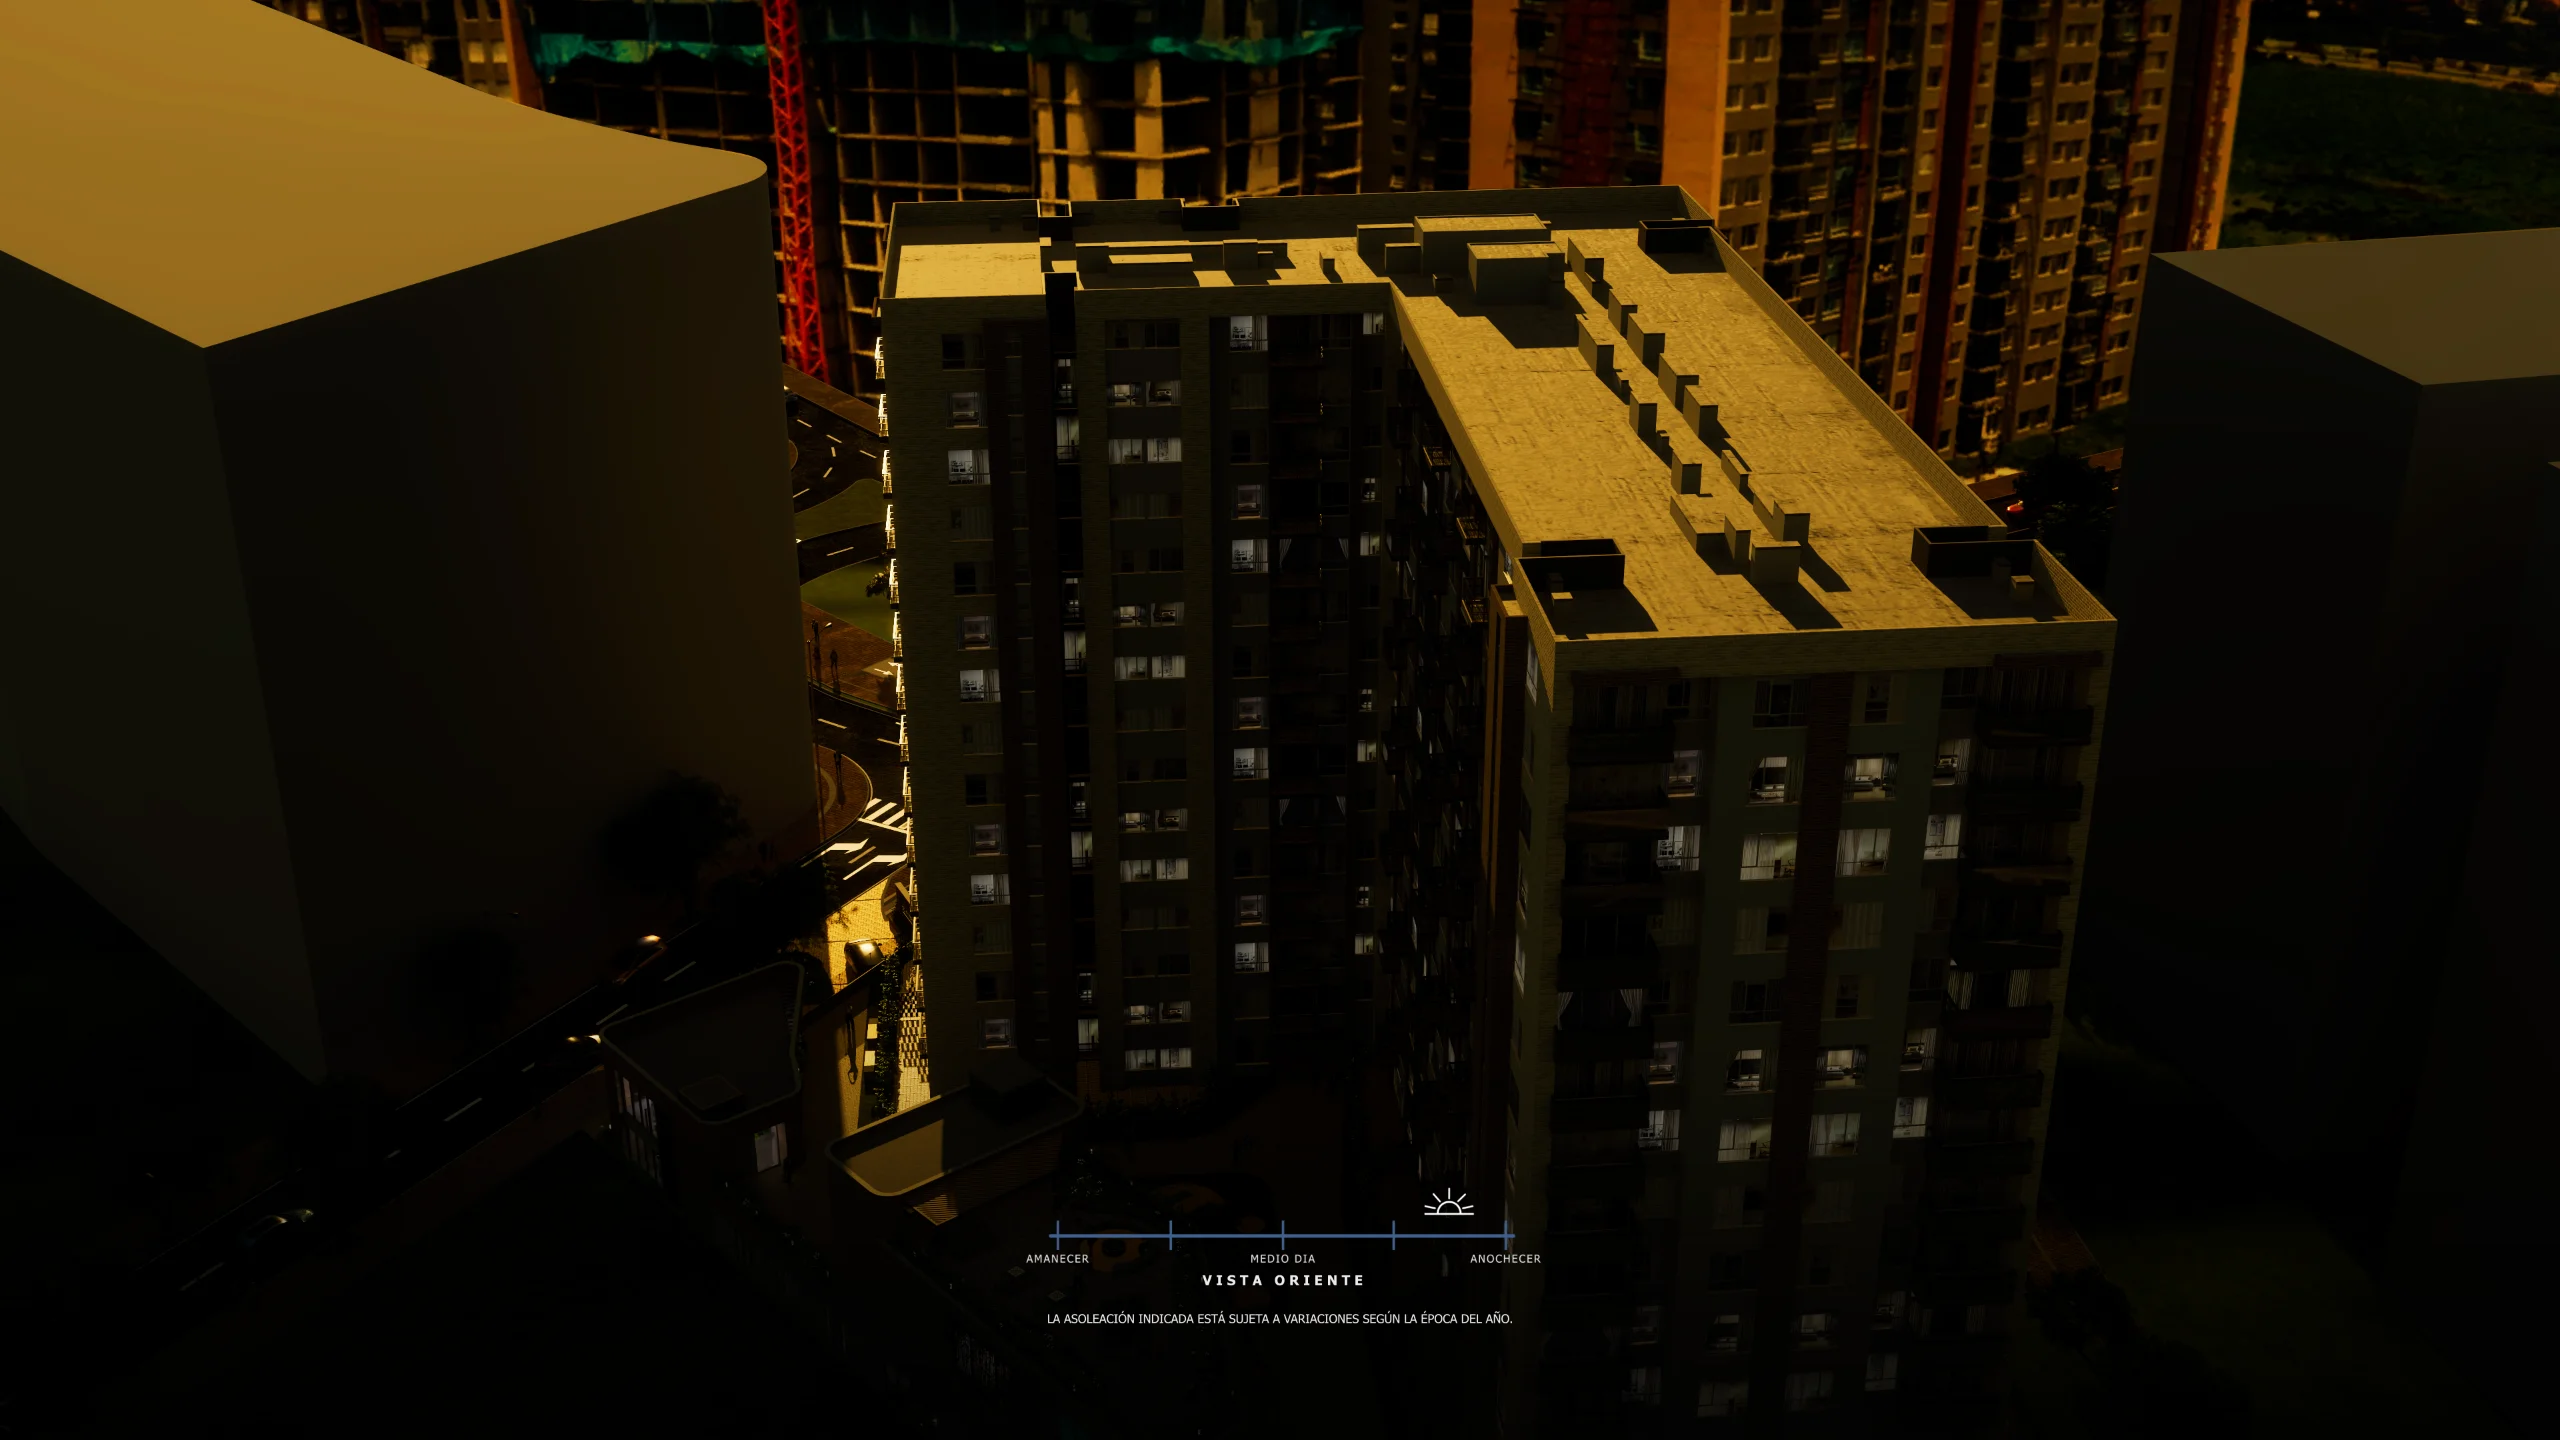 AMANECER MEDIO DIA ANOCHECER
VISTA ORIENTE
LA ASOLEACIÓN INDICADA ESTÁ SUJETA A VARIACIONES SEGÚN LA ÉPOCA DEL AÑO.